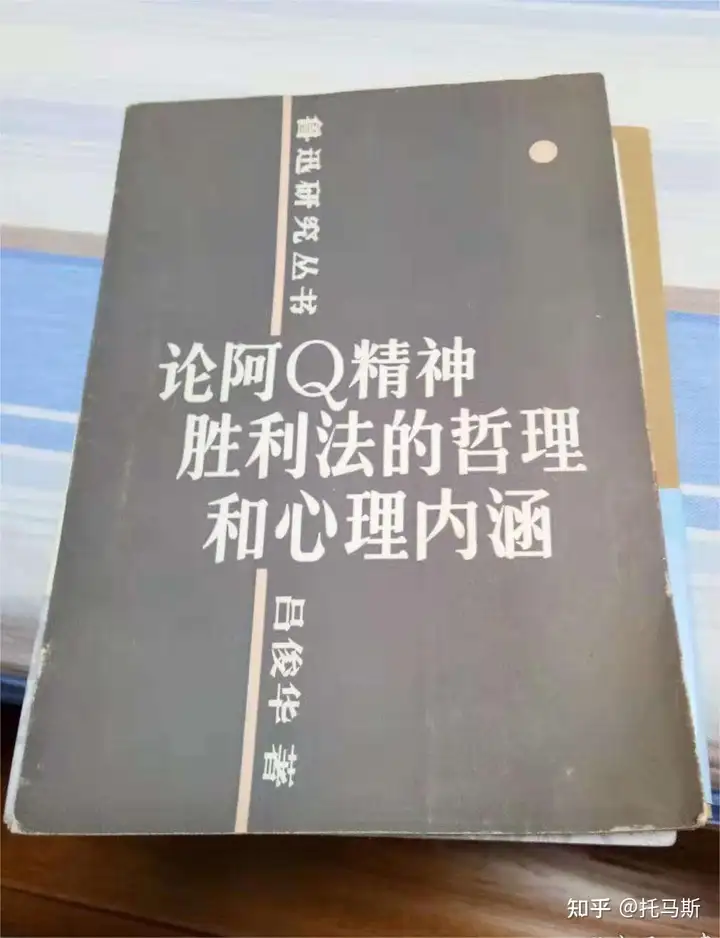 鲁迅研究丛书
论阿Q精神
胜利法的哲理
和心理内涵
吕俊华 著
知乎 @托马斯